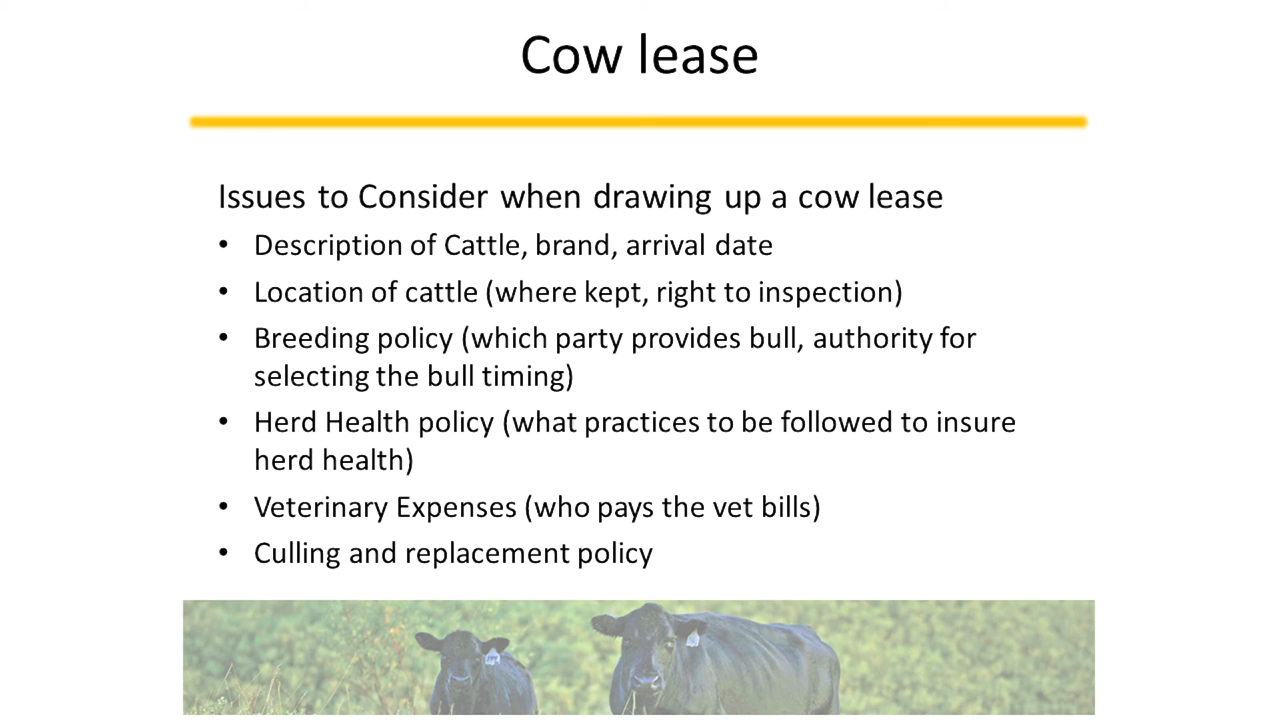 Cow lease
Issues to Consider when drawing up a cow lease
• Description of Cattle, brand, arrival date
• Location of cattle (where kept, right to inspection)
• Breeding policy (which party provides bull, authority for
selecting the bull timing)
• Herd Health policy (what practices to be followed to insure
herd health)
• Veterinary Expenses (who pays the vet bills)
• Culling and replacement policy